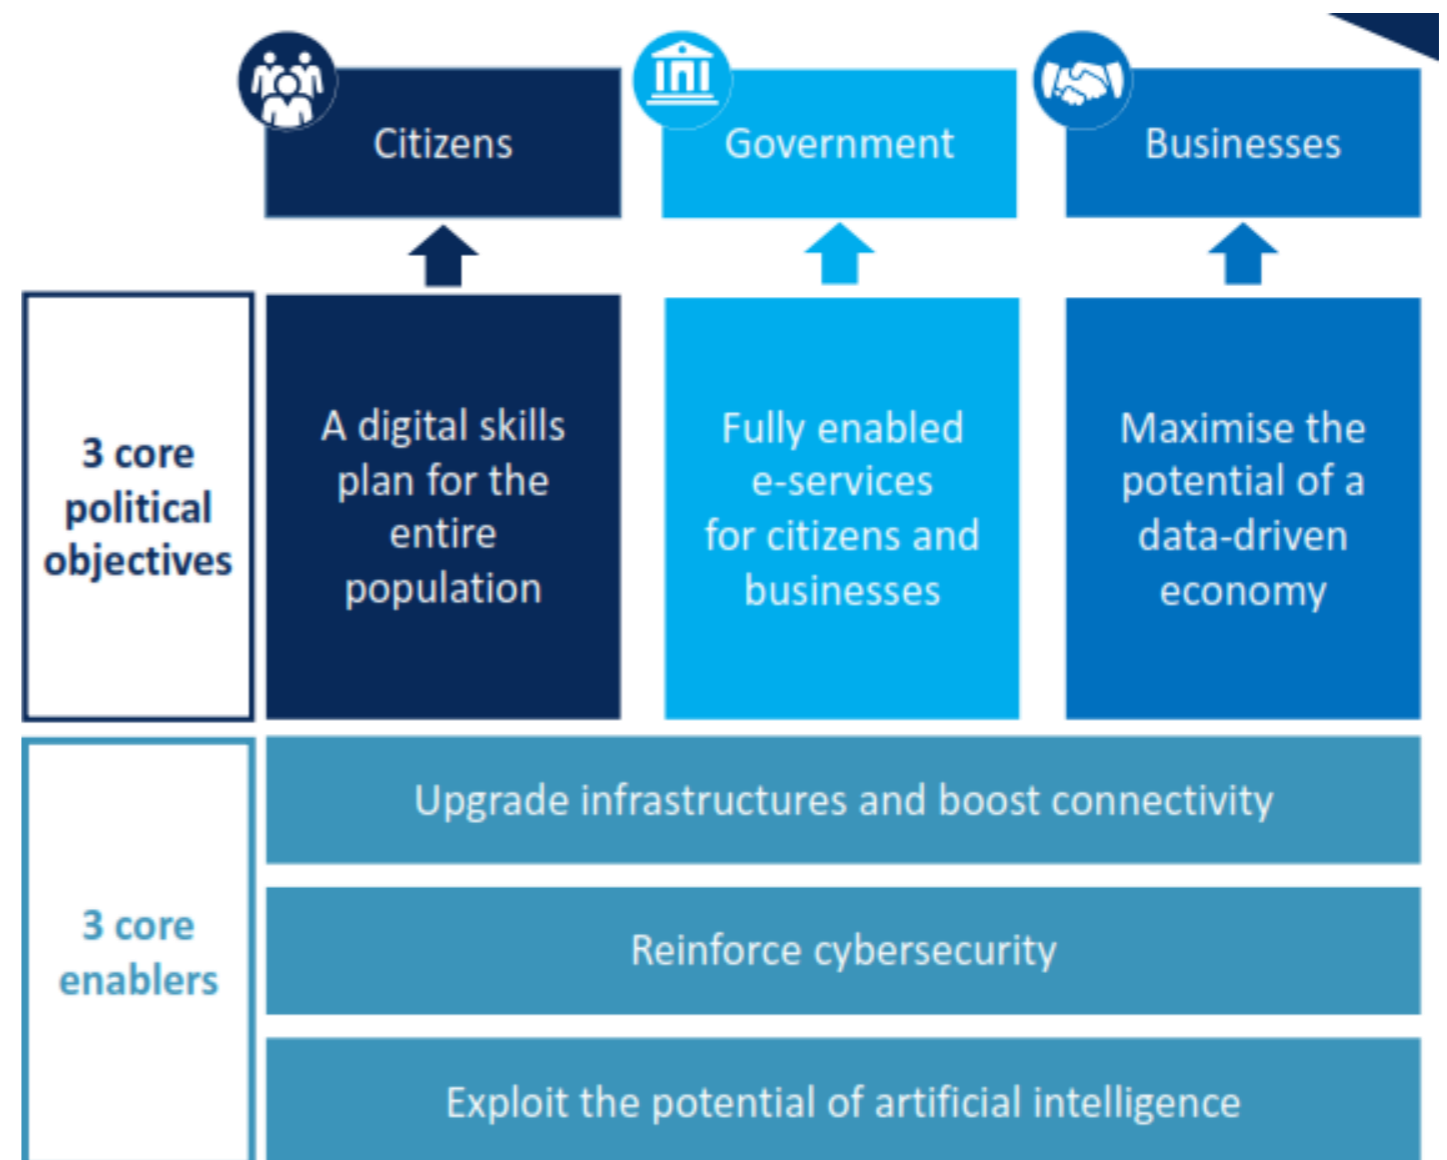 Citizens
Government
Businesses
3 core
political
objectives
A digital skills
plan for the
entire
population
Fully enabled
e-services
for citizens and
businesses
Maximise the
potential of a
data-driven
economy
3 core
enablers
Upgrade infrastructures and boost connectivity
Reinforce cybersecurity
Exploit the potential of artificial intelligence